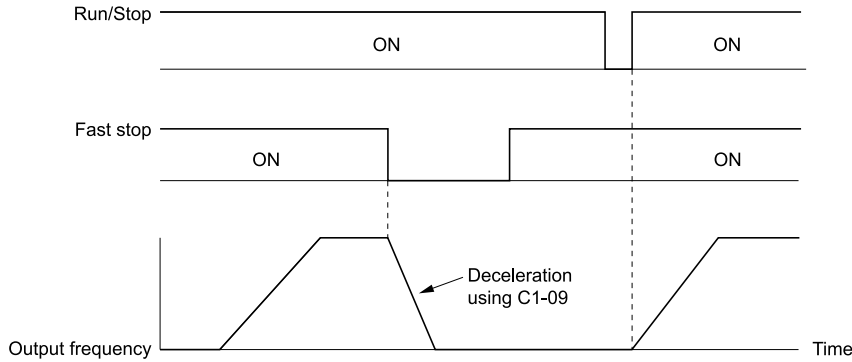 Run/Stop
ON
ON
Fast stop
ON
ON
Deceleration
using C1-09
Output frequency
Time